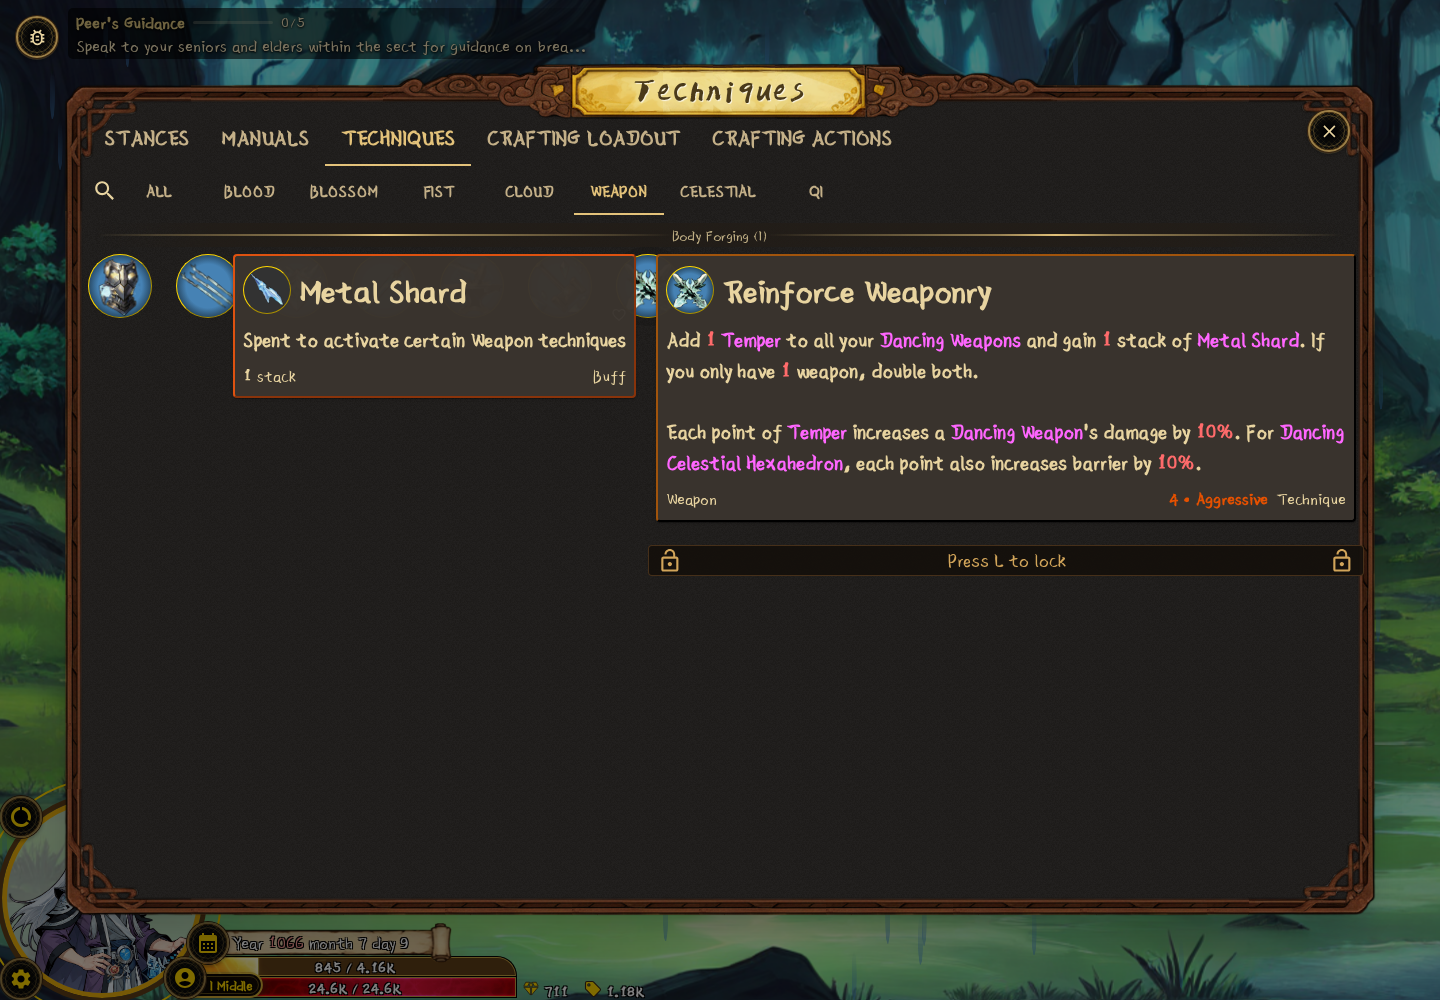 Peer's Guidance 0/5
Speak to your seniors and elders within the sect for guidance on brea...
Techniques
STANCES MANUALS TECHNIQUES CRAFTING LOADOUT CRAFTING ACTIONS
ALL BLOOD BLOSSOM FIST CLOUD WEAPON CELESTIAL QI
Body Forging (1)
Metal Shard
Spent to activate certain Weapon techniques
1 stack Buff
Reinforce Weaponry
Add 1 Temper to all your Dancing Weapons and gain 1 stack of Metal Shard. If
you only have 1 weapon, double both.
Each point of Temper increases a Dancing Weapon's damage by 10%. For Dancing
Celestial Hexahedron, each point also increases barrier by 10%.
Weapon 4 • Aggressive Technique
Press L to lock
Year 1066 month 7 day 9
845 / 4.16K
1 Middle
24.6K / 24.6K
711 1.18K